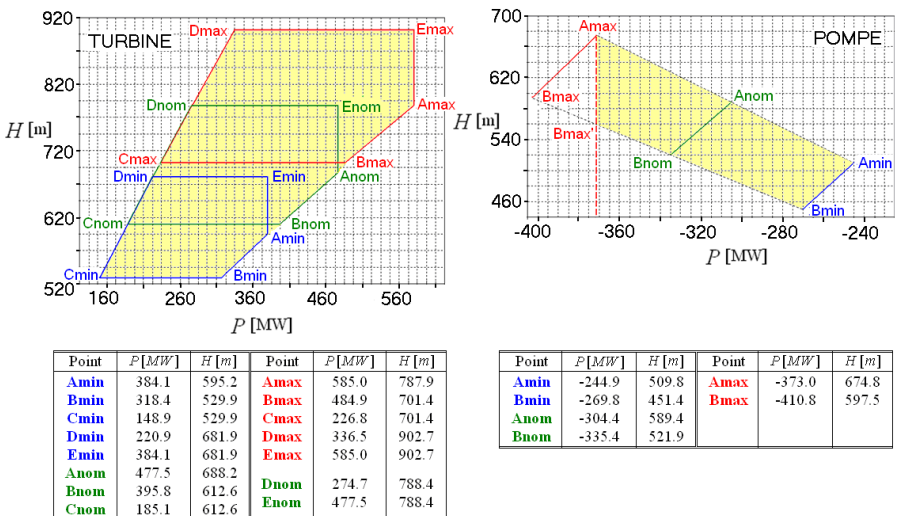 TURBINE
920
820
720
620
520
H [m]
160 260 360 460 560
P [MW]
Dmax Emax
Dnom Enom Amax
Cmax Bmax
Dmin Emin Anom
Cnom Bnom
Amin
Cmin Bmin
POMPE
700
620
540
460
H [m]
-400 -360 -320 -280 -240
P [MW]
Amax
Bmax Anom
Bmax'
Bnom Amin
Bmin
Point P [MW] H [m] Point P [MW] H [m]
Amin 384.1 595.2 Amax 585.0 787.9
Bmin 318.4 529.9 Bmax 484.9 701.4
Cmin 148.9 529.9 Cmax 226.8 701.4
Dmin 220.9 681.9 Dmax 336.5 902.7
Emin 384.1 681.9 Emax 585.0 902.7
Anom 477.5 688.2
Bnom 395.8 612.6 Dnom 274.7 788.4
Cnom 185.1 612.6 Enom 477.5 788.4
Point P [MW] H [m] Point P [MW] H [m]
Amin -244.9 509.8 Amax -373.0 674.8
Bmin -269.8 451.4 Bmax -410.8 597.5
Anom -304.4 589.4
Bnom -335.4 521.9